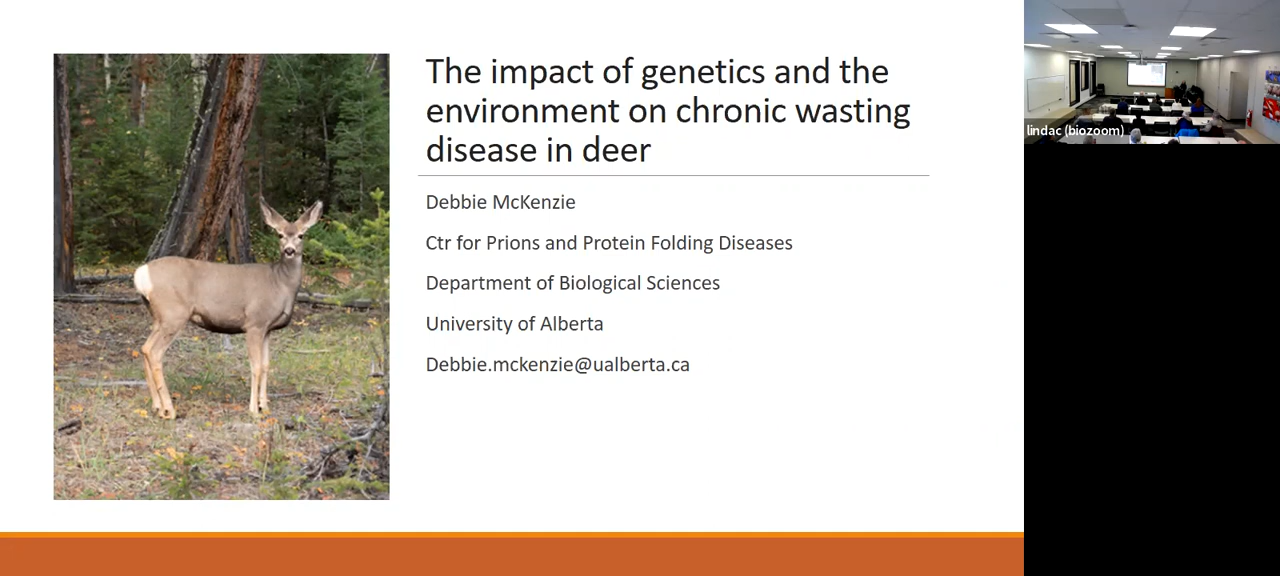 The impact of genetics and the
environment on chronic wasting
disease in deer
Debbie McKenzie
Ctr for Prions and Protein Folding Diseases
Department of Biological Sciences
University of Alberta
Debbie.mckenzie@ualberta.ca
lindac (biozoom)